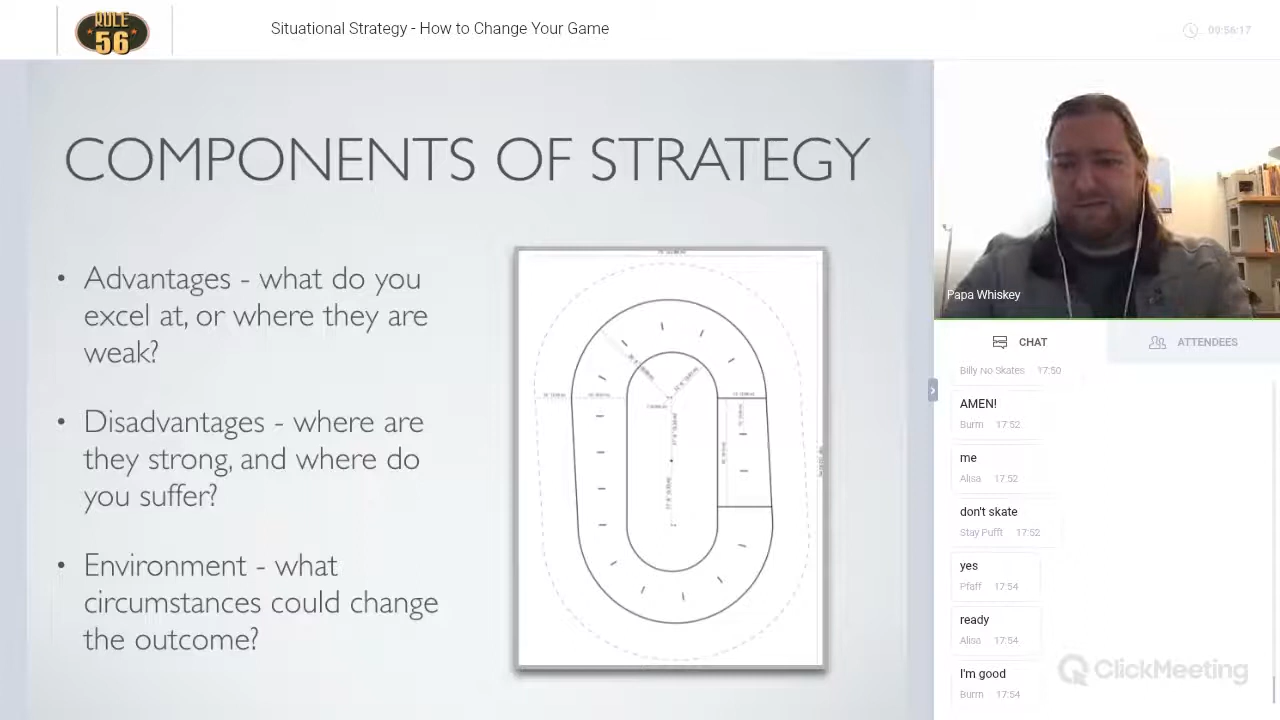 RULE
56
Situational Strategy - How to Change Your Game
00:56:17
COMPONENTS OF STRATEGY
• Advantages - what do you
excel at, or where they are
weak?
• Disadvantages - where are
they strong, and where do
you suffer?
• Environment - what
circumstances could change
the outcome?
Papa Whiskey
CHAT
ATTENDEES
Billy No Skates 17:50
AMEN!
Burm 17:52
me
Alisa 17:52
don't skate
Stay Pufft 17:52
yes
Pfaff 17:54
ready
Alisa 17:54
I'm good
Burm 17:54
ClickMeeting